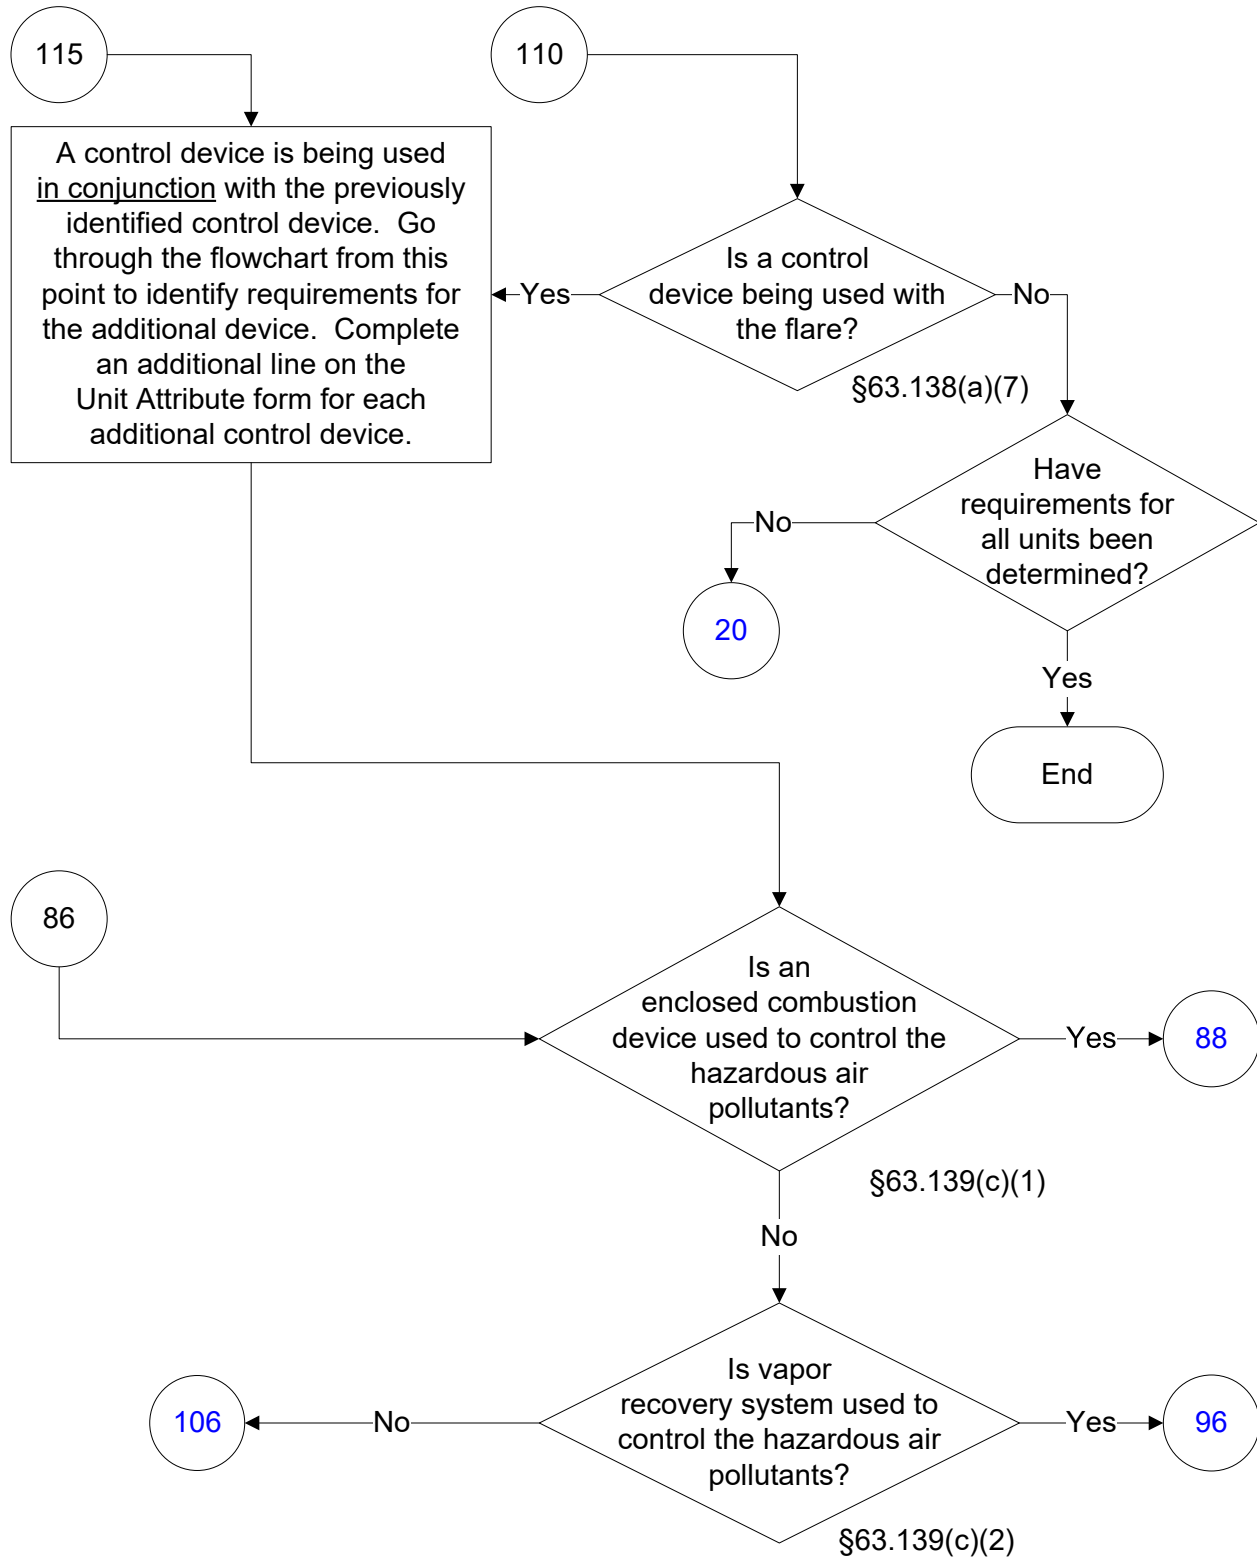 115
110
A control device is being used
in conjunction with the previously
identified control device.  Go
through the flowchart from this
point to identify requirements for
the additional device.  Complete
an additional line on the
Unit Attribute form for each
additional control device.
Yes
Is a control
device being used with
the flare?
No
§63.138(a)(7)
Have
requirements for
all units been
determined?
No
20
Yes
End
86
Is an
enclosed combustion
device used to control the
hazardous air
pollutants?
Yes
88
§63.139(c)(1)
No
Is vapor
recovery system used to
control the hazardous air
pollutants?
No
106
Yes
96
§63.139(c)(2)